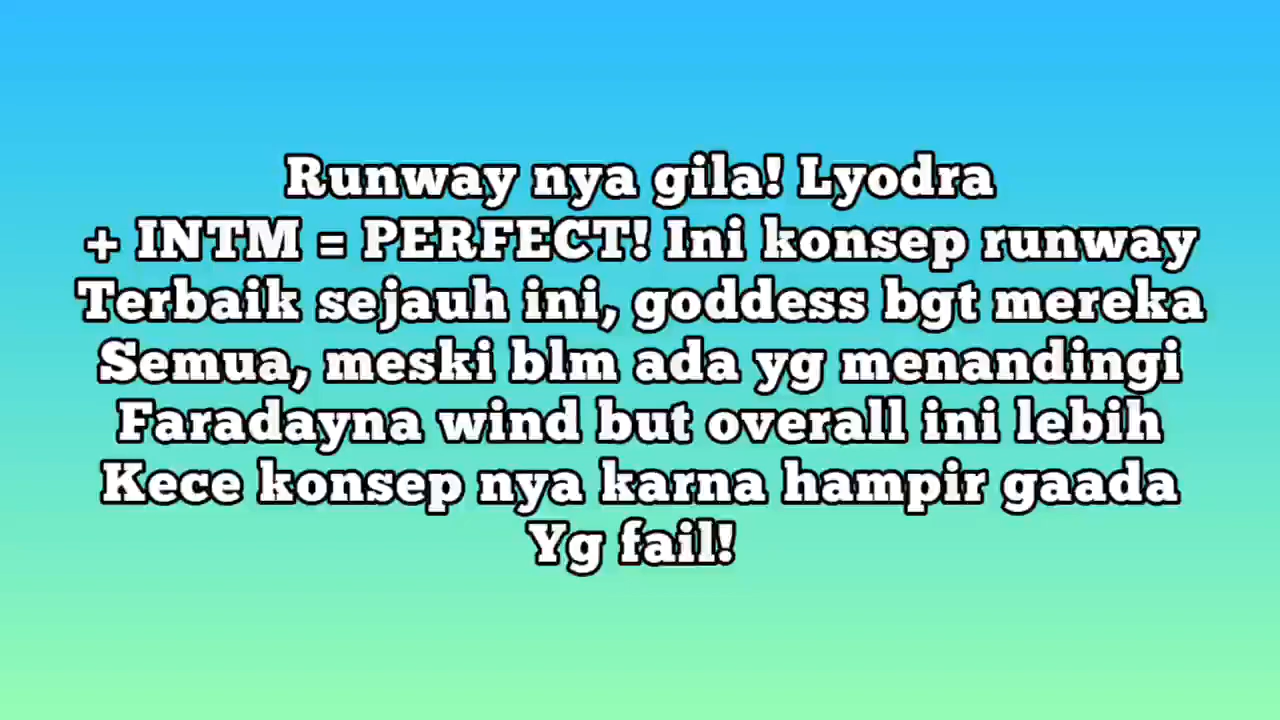 Runway nya gila! Lyodra
+ INTM = PERFECT! Ini konsep runway
Terbaik sejauh ini, goddess bgt mereka
Semua, meski blm ada yg menandingi
Faradayna wind but overall ini lebih
Kece konsep nya karna hampir gaada
Yg fail!